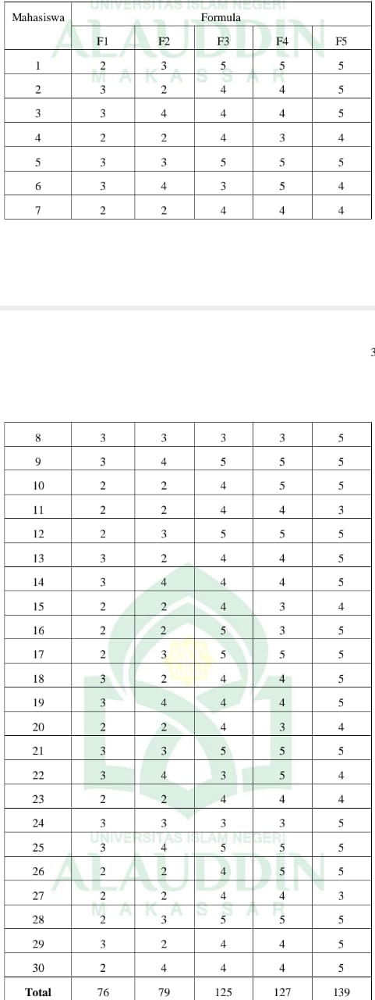 UNIVERSITAS ISLAM NEGERI
Mahasiswa Formula
ALAUDDIN
F1 F2 F3 F4 F5
1 2 3 5 5 5
MAKASSAR
2 3 2 4 4 5
3 3 4 4 4 5
4 2 2 4 3 4
5 3 3 5 5 5
6 3 4 3 5 4
7 2 2 4 4 4
3
8 3 3 3 3 5
9 3 4 5 5 5
10 2 2 4 5 5
11 2 2 4 4 3
12 2 3 5 5 5
13 3 2 4 4 5
14 3 4 4 4 5
15 2 2 4 3 4
16 2 2 5 3 5
17 2 3 5 5 5
18 3 2 4 4 5
19 3 4 4 4 5
20 2 2 4 3 4
21 3 3 5 5 5
22 3 4 3 5 4
23 2 2 4 4 4
24 3 3 3 3 5
UNIVERSITAS ISLAM NEGERI
25 3 4 5 5 5
ALAUDDIN
26 2 2 4 5 5
27 2 2 4 4 3
MAKASSAR
28 2 3 5 5 5
29 3 2 4 4 5
30 2 4 4 4 5
Total 76 79 125 127 139